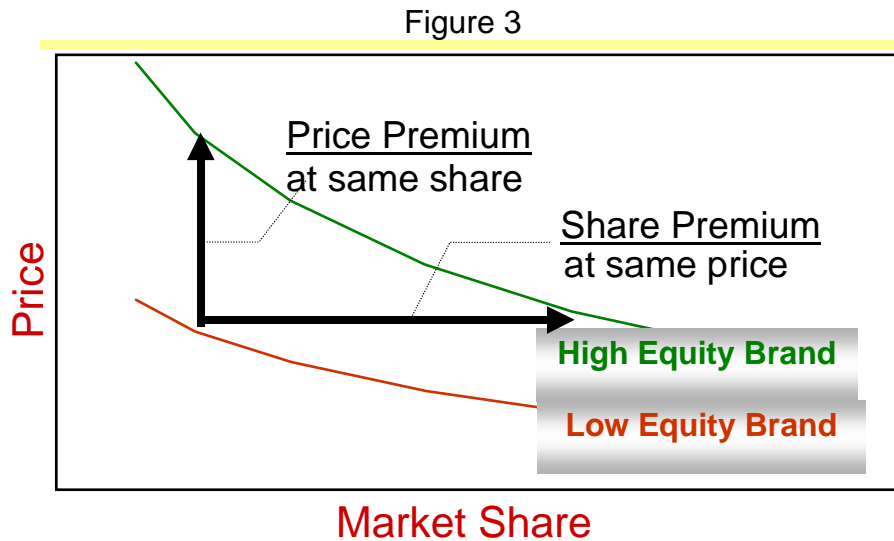 Figure 3
Price Premium
at same share
Share Premium
at same price
Price
High Equity Brand
Low Equity Brand
Market Share